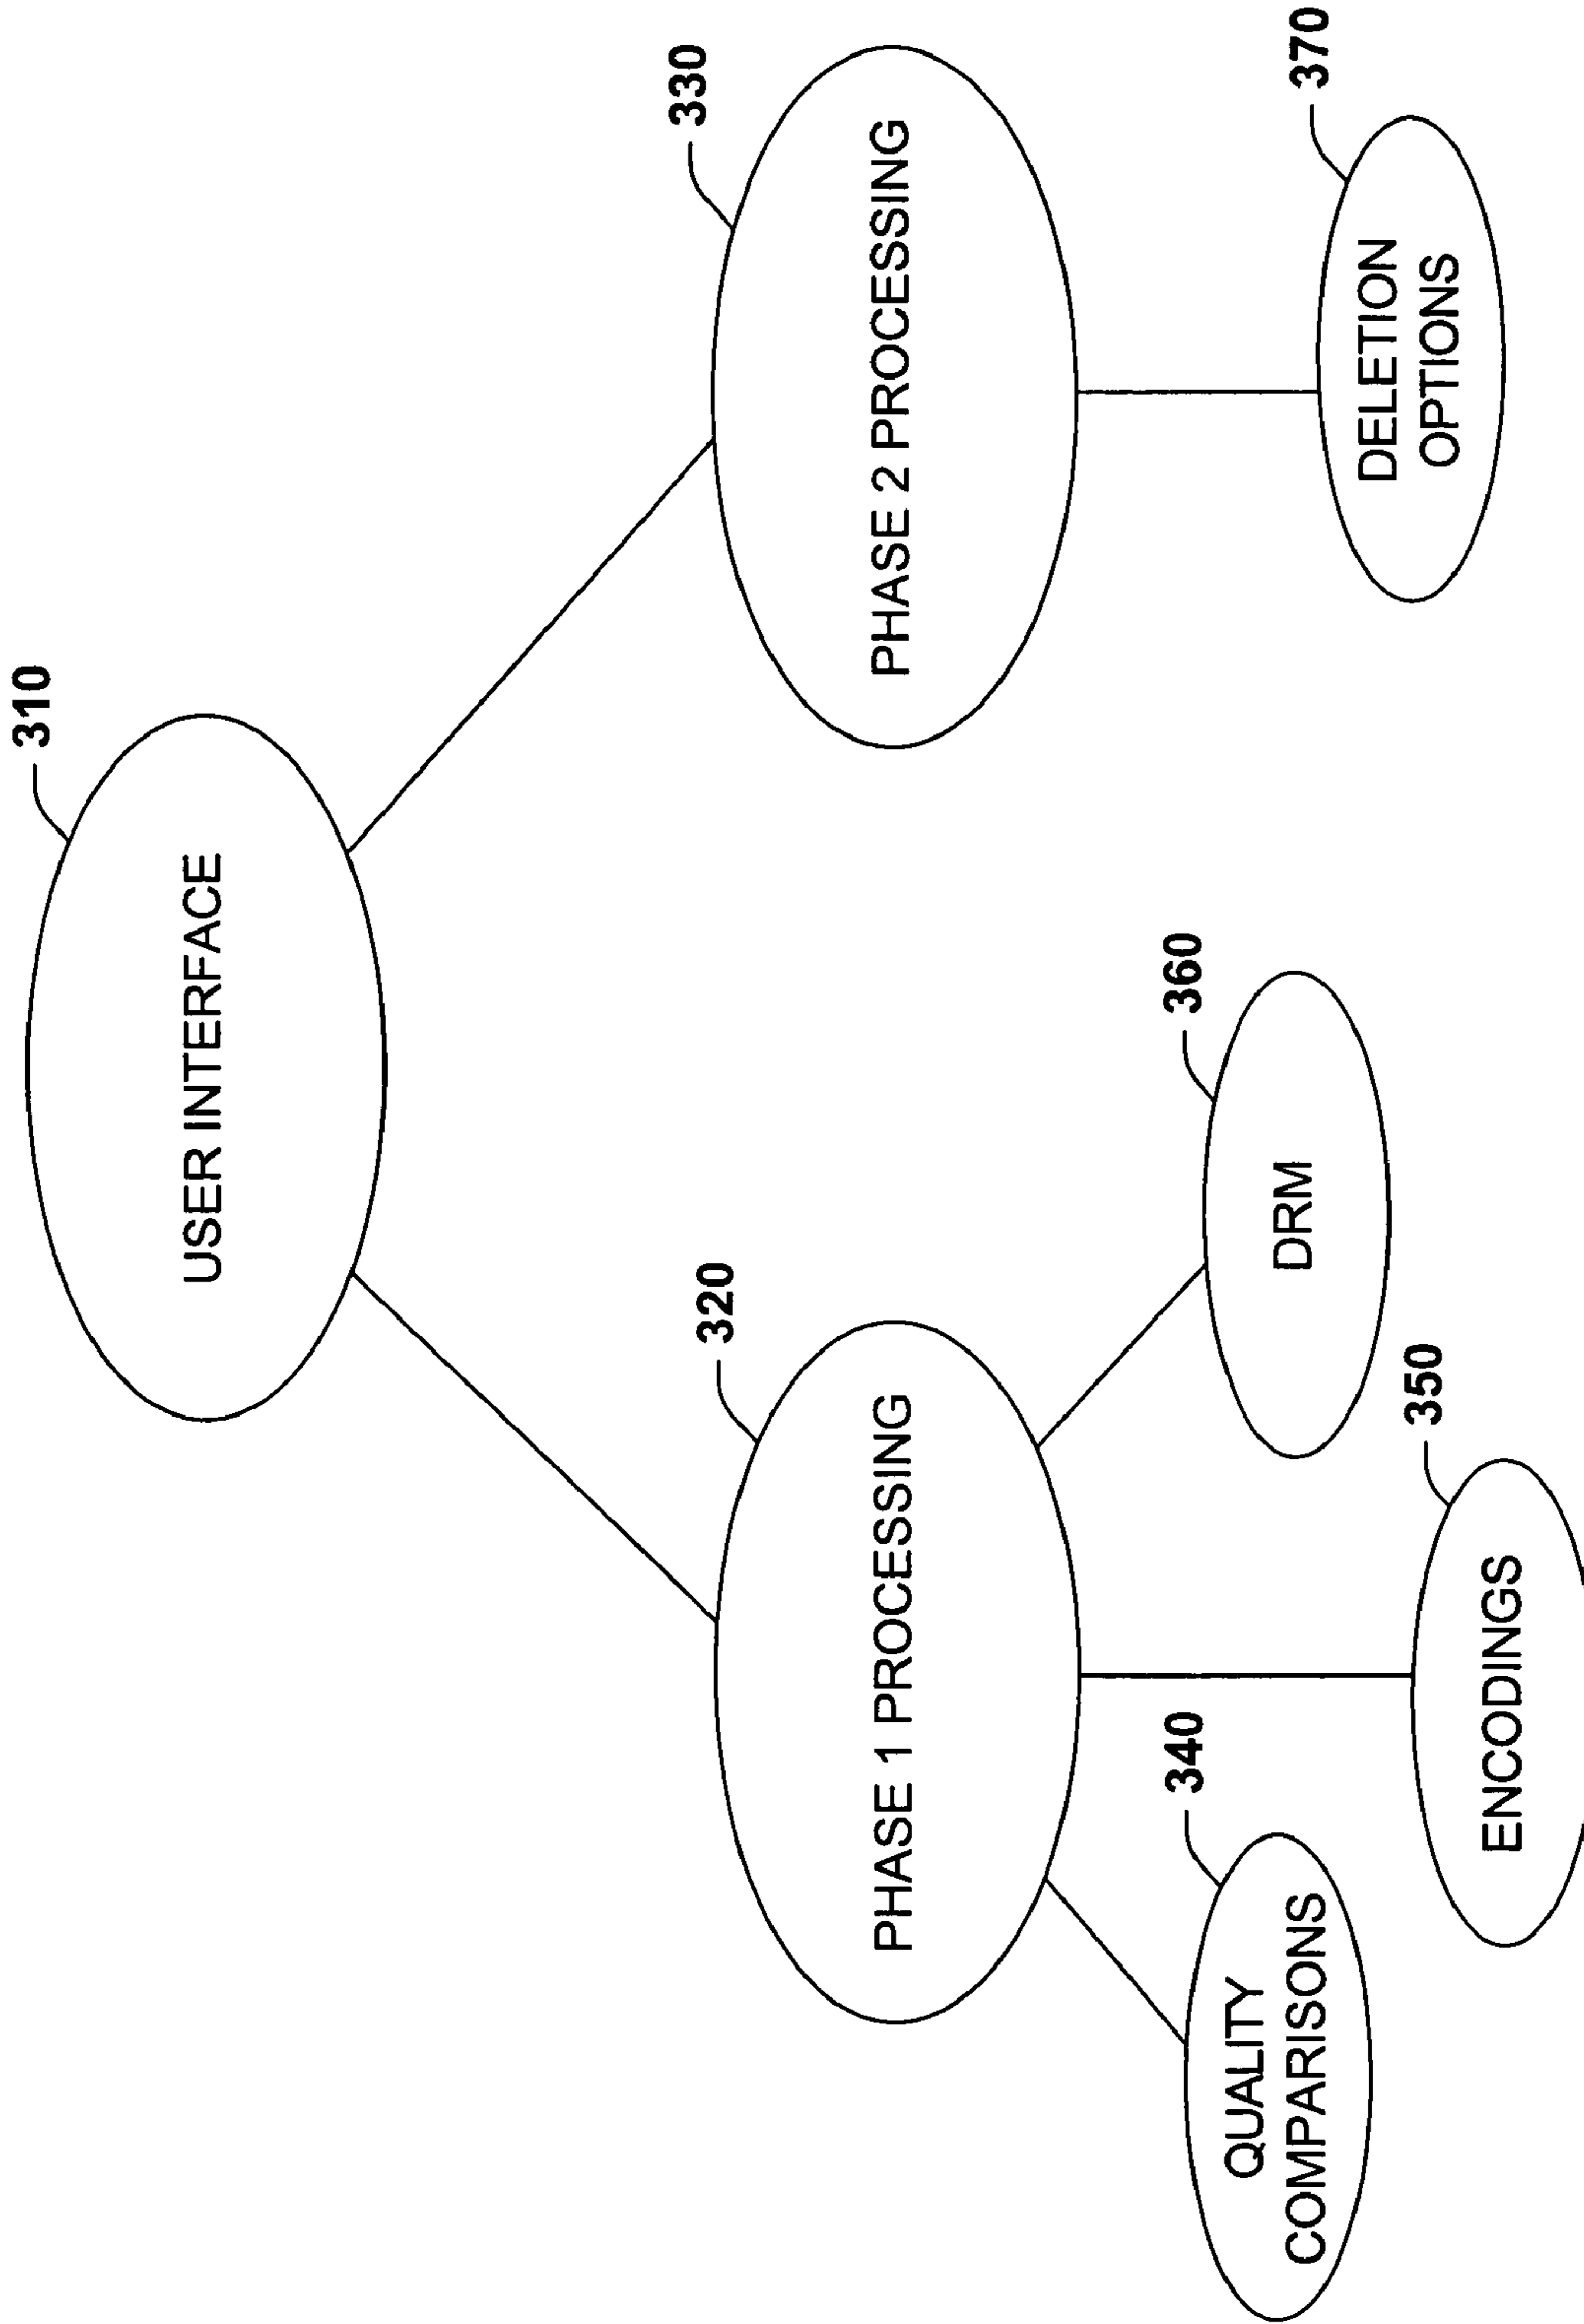 310
USER INTERFACE
320
PHASE 1 PROCESSING
330
PHASE 2 PROCESSING
340
QUALITY
COMPARISONS
350
ENCODINGS
360
DRM
370
DELETION
OPTIONS